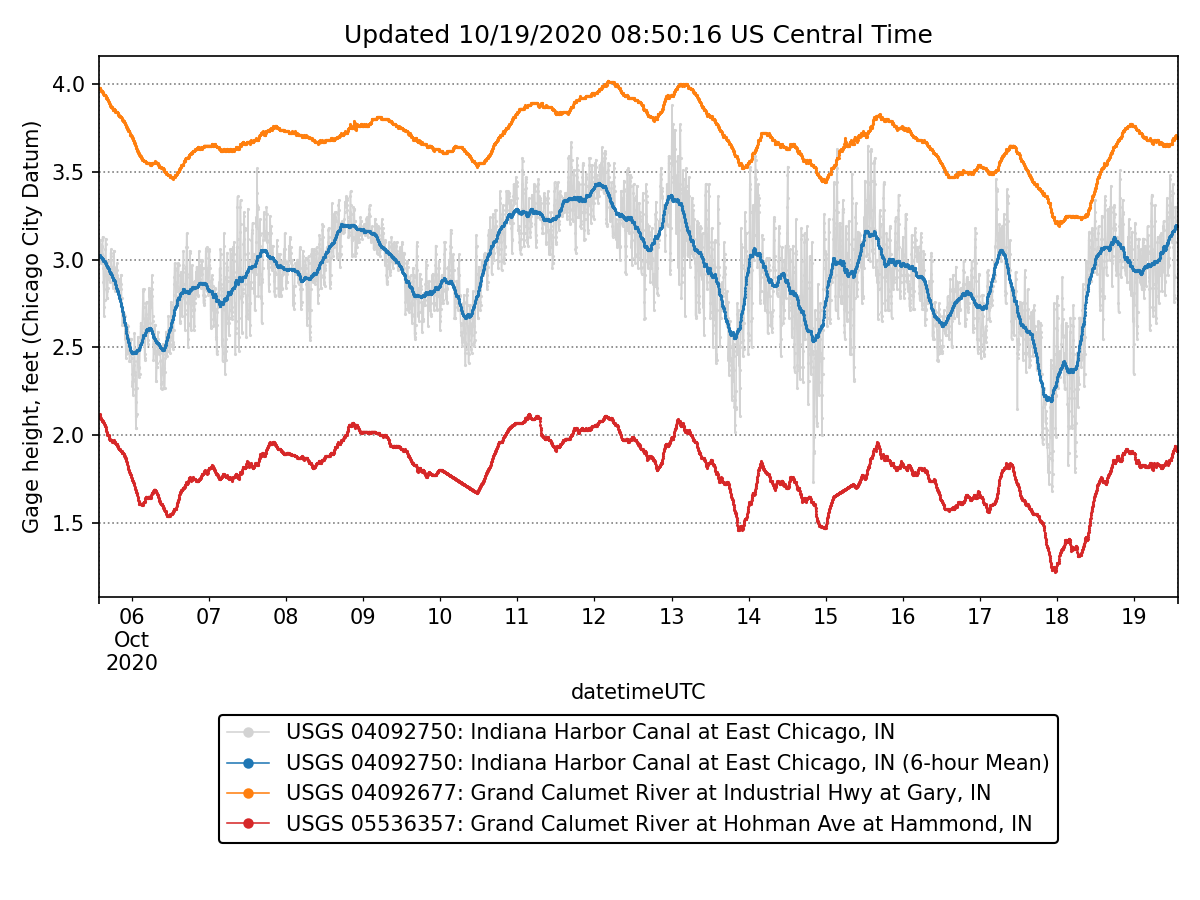 Updated 10/19/2020 08:50:16 US Central Time
Gage height, feet (Chicago City Datum)
4.0
3.5
3.0
2.5
2.0
1.5
06 07 08 09 10 11 12 13 14 15 16 17 18 19
Oct
2020
datetimeUTC
USGS 04092750: Indiana Harbor Canal at East Chicago, IN
USGS 04092750: Indiana Harbor Canal at East Chicago, IN (6-hour Mean)
USGS 04092677: Grand Calumet River at Industrial Hwy at Gary, IN
USGS 05536357: Grand Calumet River at Hohman Ave at Hammond, IN